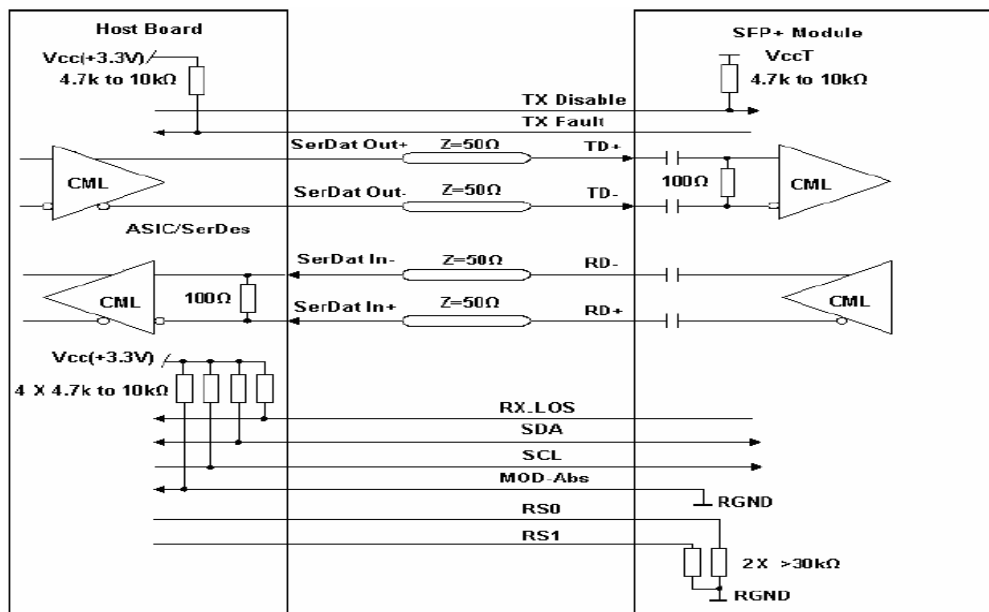 Host Board
SFP+ Module
Vcc(+3.3V)
4.7k to 10kΩ
VccT
4.7k to 10kΩ
TX Disable
TX Fault
SerDat Out+
Z=50Ω
TD+
CML
100Ω
CML
SerDat Out-
Z=50Ω
TD-
ASIC/SerDes
SerDat In-
Z=50Ω
RD-
CML
100Ω
CML
SerDat In+
Z=50Ω
RD+
Vcc(+3.3V)
4 X 4.7k to 10kΩ
RX_LOS
SDA
SCL
MOD-Abs
RGND
RS0
RS1
2 X >30kΩ
RGND